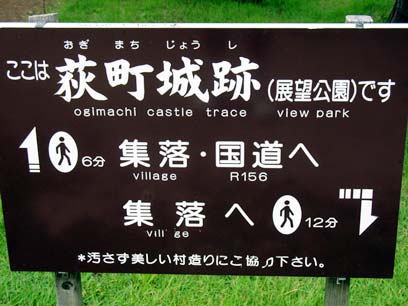 おぎ まち じょう し
ここは 荻町城跡 (展望公園)です
ogimachi castle trace view park
6分 集落・国道へ
village R156
集落へ 12分
village
*汚さず美しい村造りにご協力下さい。